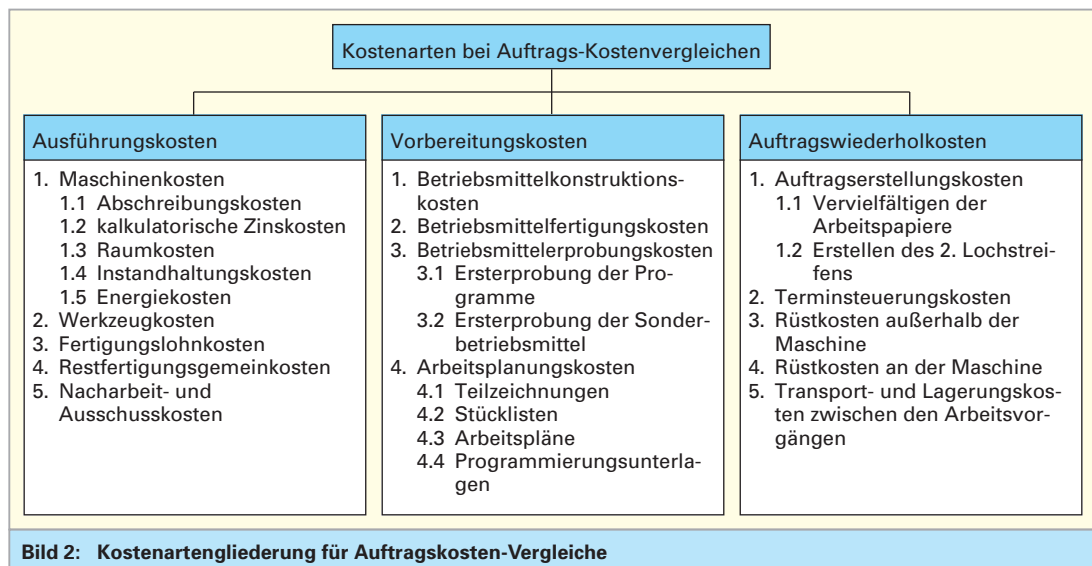 Kostenarten bei Auftrags-Kostenvergleichen
Ausführungskosten
1. Maschinenkosten
1.1 Abschreibungskosten
1.2 kalkulatorische Zinskosten
1.3 Raumkosten
1.4 Instandhaltungskosten
1.5 Energiekosten
2. Werkzeugkosten
3. Fertigungslohnkosten
4. Restfertigungsgemeinkosten
5. Nacharbeit- und
Ausschusskosten
Vorbereitungskosten
1. Betriebsmittelkonstruktions-
kosten
2. Betriebsmittelfertigungskosten
3. Betriebsmittelerprobungskosten
3.1 Ersterprobung der Pro-
gramme
3.2 Ersterprobung der Sonder-
betriebsmittel
4. Arbeitsplanungskosten
4.1 Teilzeichnungen
4.2 Stücklisten
4.3 Arbeitspläne
4.4 Programmierungsunterla-
gen
Auftragswiederholkosten
1. Auftragserstellungskosten
1.1 Vervielfältigen der
Arbeitspapiere
1.2 Erstellen des 2. Lochstrei-
fens
2. Terminsteuerungskosten
3. Rüstkosten außerhalb der
Maschine
4. Rüstkosten an der Maschine
5. Transport- und Lagerungskos-
ten zwischen den Arbeitsvor-
gängen
Bild 2: Kostenartengliederung für Auftragskosten-Vergleiche